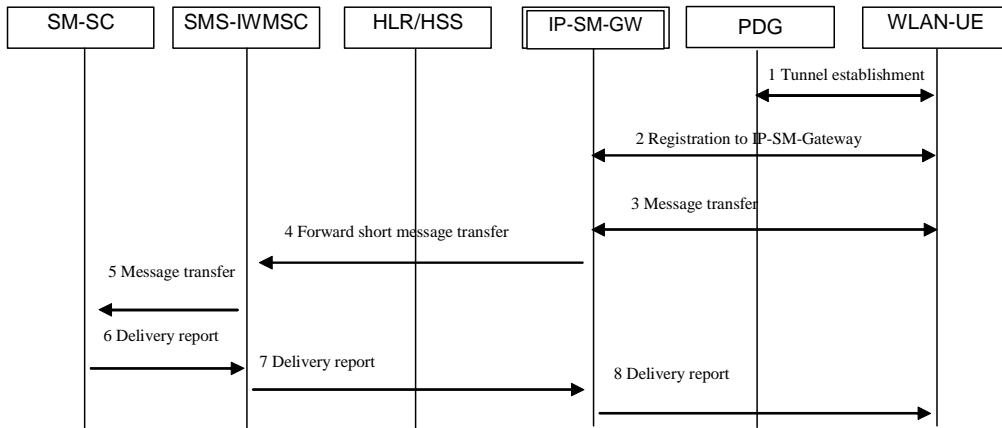 SM-SC
SMS-IWMSC
HLR/HSS
IP-SM-GW
PDG
WLAN-UE
1 Tunnel establishment
2 Registration to IP-SM-Gateway
3 Message transfer
4 Forward short message transfer
5 Message transfer
6 Delivery report
7 Delivery report
8 Delivery report